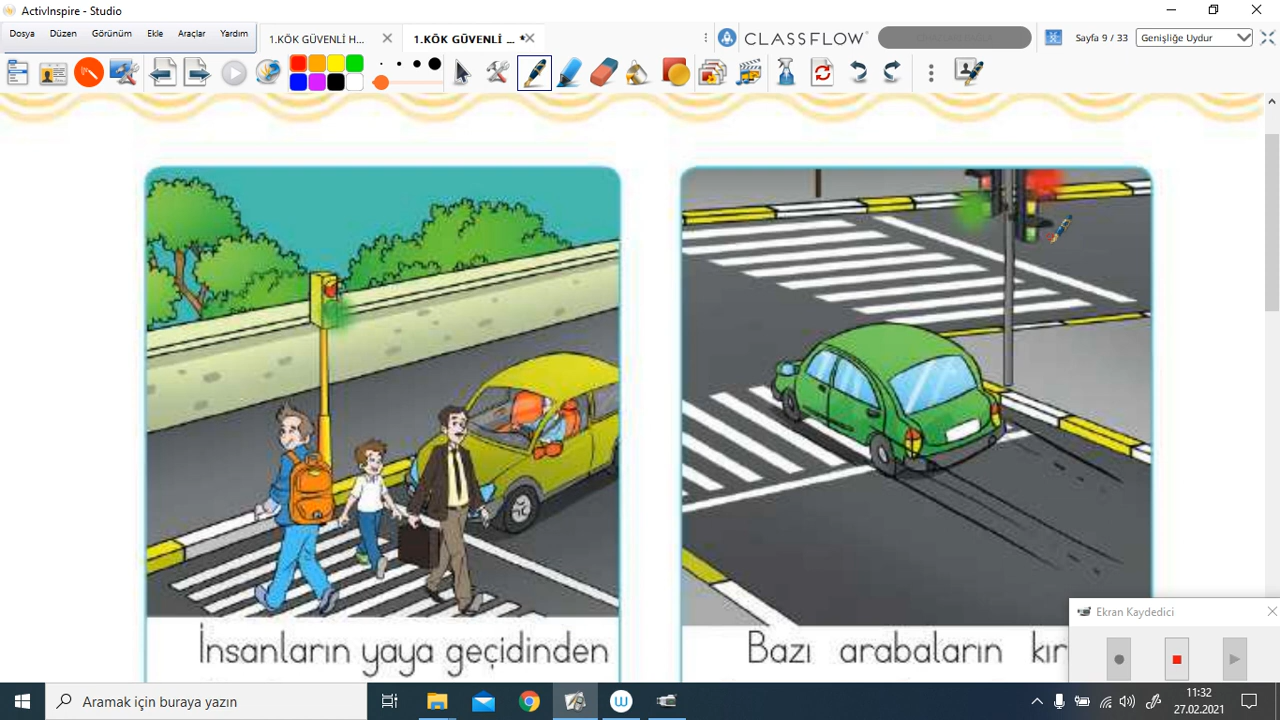 ActivInspire - Studio
Dosya Düzen Görünüm Ekle Araçlar Yardım
1.KÖK GÜVENLİ H...
1.KÖK GÜVENLİ ... *
CLASSFLOW
Sayfa 9 / 33
Genişliğe Uydur
İnsanların yaya geçidinden
Bazı arabaların kır
Ekran Kaydedici
Aramak için buraya yazın
11:32
27.02.2021